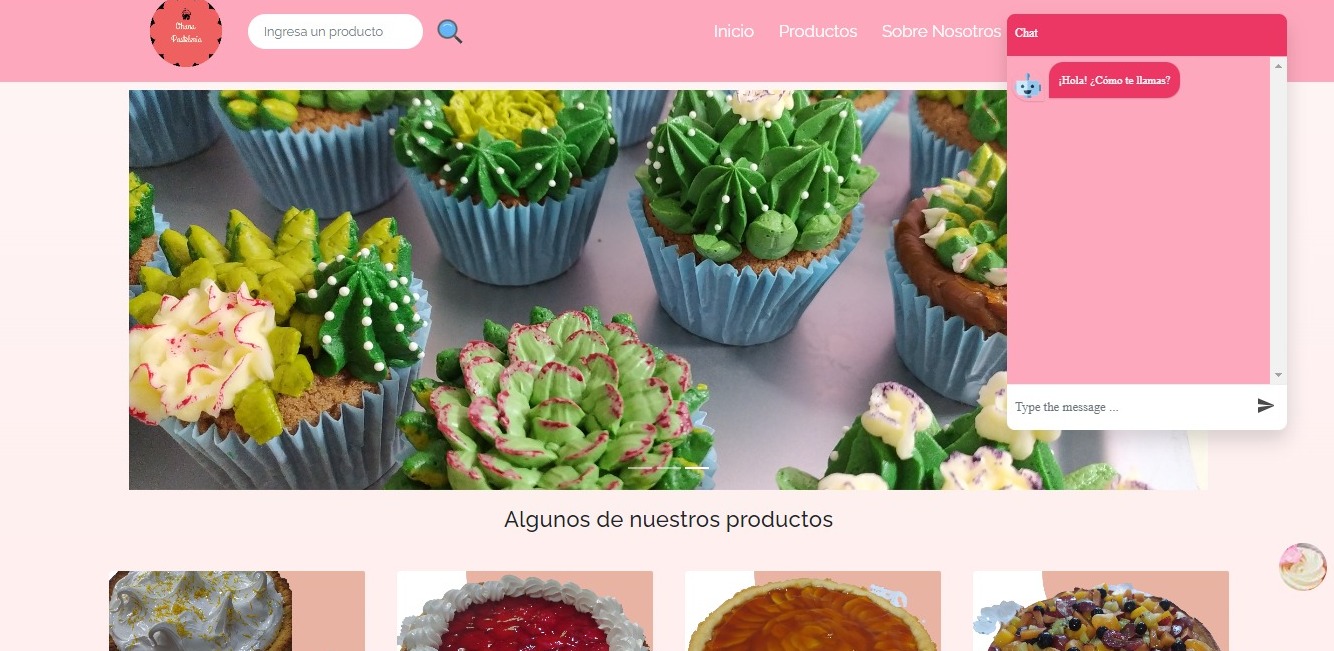 Ohana
Pastelería
Ingresa un producto
Inicio
Productos
Sobre Nosotros
Chat
¡Hola! ¿Cómo te llamas?
Type the message ...
Algunos de nuestros productos